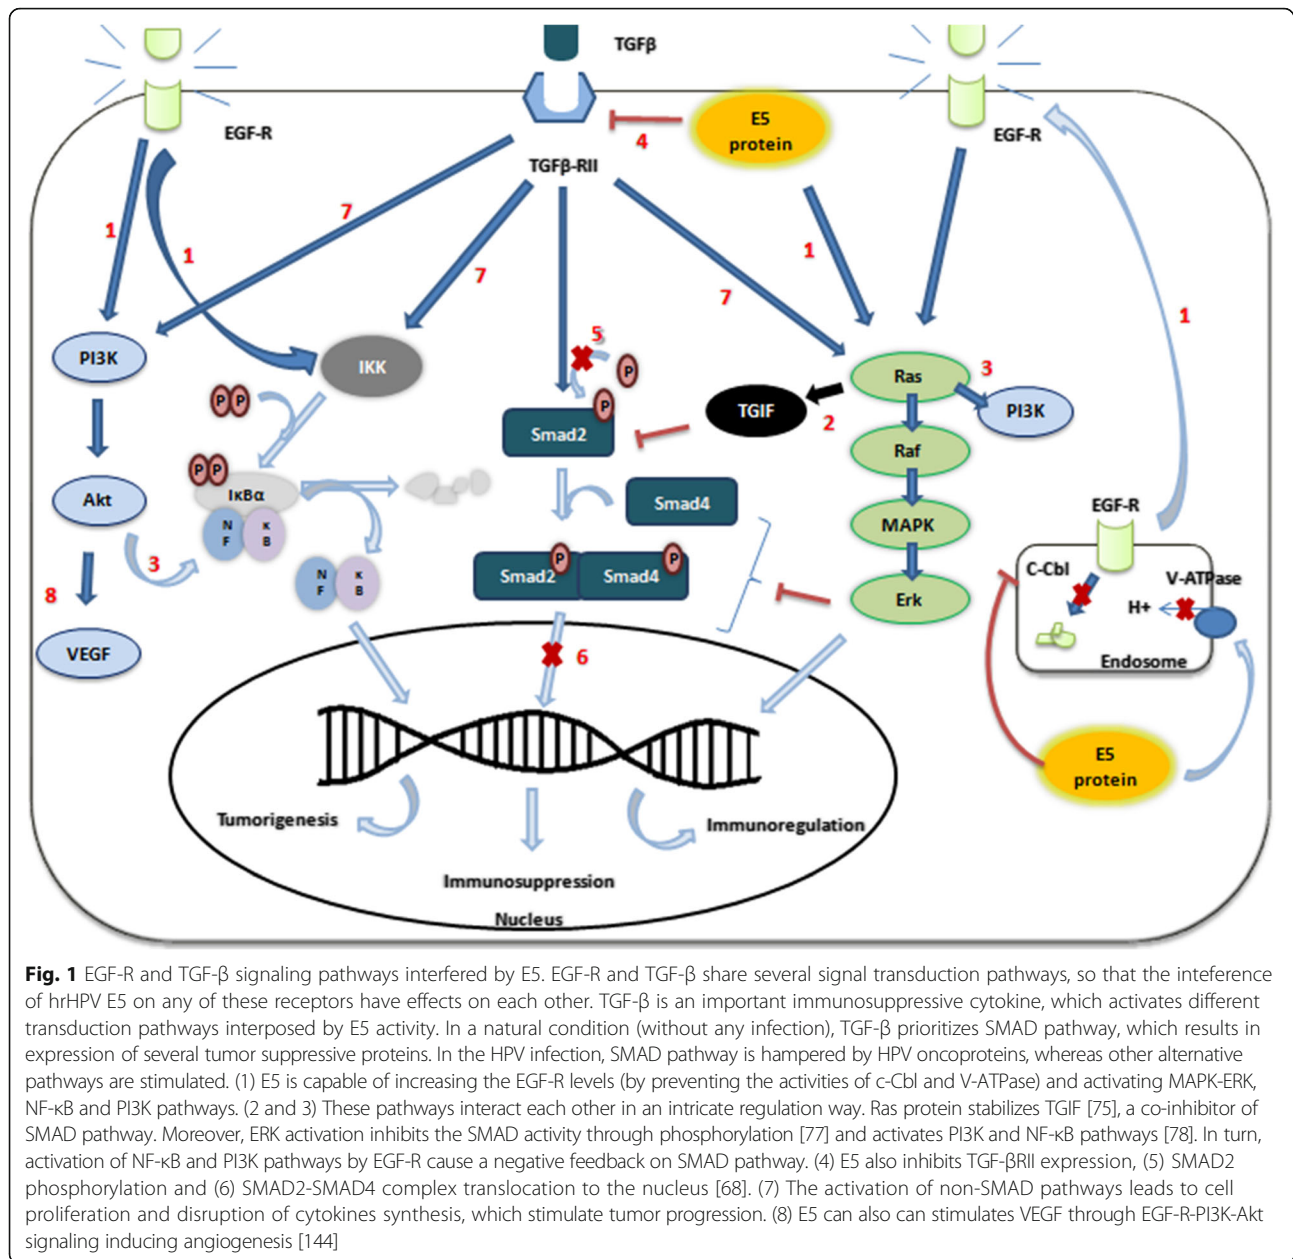 TGFβ
EGF-R
E5
protein
4
EGF-R
TGFβ-RII
7
1
1
7
1
7
1
5
P
PI3K
IKK
3
Ras
P P
P
TGIF
2
PI3K
Smad2
Raf
P P
IκBα
Akt
Smad4
EGF-R
N
F
κ
B
MAPK
3
P
P
C-Cbl
V-ATPase
Smad2
Smad4
N
F
κ
B
8
Erk
H+
VEGF
6
Endosome
E5
protein
Tumorigenesis
Immunoregulation
Immunosuppression
Nucleus
Fig. 1 EGF-R and TGF-β signaling pathways interfered by E5. EGF-R and TGF-β share several signal transduction pathways, so that the inteference
of hrHPV E5 on any of these receptors have effects on each other. TGF-β is an important immunosuppressive cytokine, which activates different
transduction pathways interposed by E5 activity. In a natural condition (without any infection), TGF-β prioritizes SMAD pathway, which results in
expression of several tumor suppressive proteins. In the HPV infection, SMAD pathway is hampered by HPV oncoproteins, whereas other alternative
pathways are stimulated. (1) E5 is capable of increasing the EGF-R levels (by preventing the activities of c-Cbl and V-ATPase) and activating MAPK-ERK,
NF-κB and PI3K pathways. (2 and 3) These pathways interact each other in an intricate regulation way. Ras protein stabilizes TGIF [75], a co-inhibitor of
SMAD pathway. Moreover, ERK activation inhibits the SMAD activity through phosphorylation [77] and activates PI3K and NF-κB pathways [78]. In turn,
activation of NF-κB and PI3K pathways by EGF-R cause a negative feedback on SMAD pathway. (4) E5 also inhibits TGF-βRII expression, (5) SMAD2
phosphorylation and (6) SMAD2-SMAD4 complex translocation to the nucleus [68]. (7) The activation of non-SMAD pathways leads to cell
proliferation and disruption of cytokines synthesis, which stimulate tumor progression. (8) E5 can also can stimulates VEGF through EGF-R-PI3K-Akt
signaling inducing angiogenesis [144]